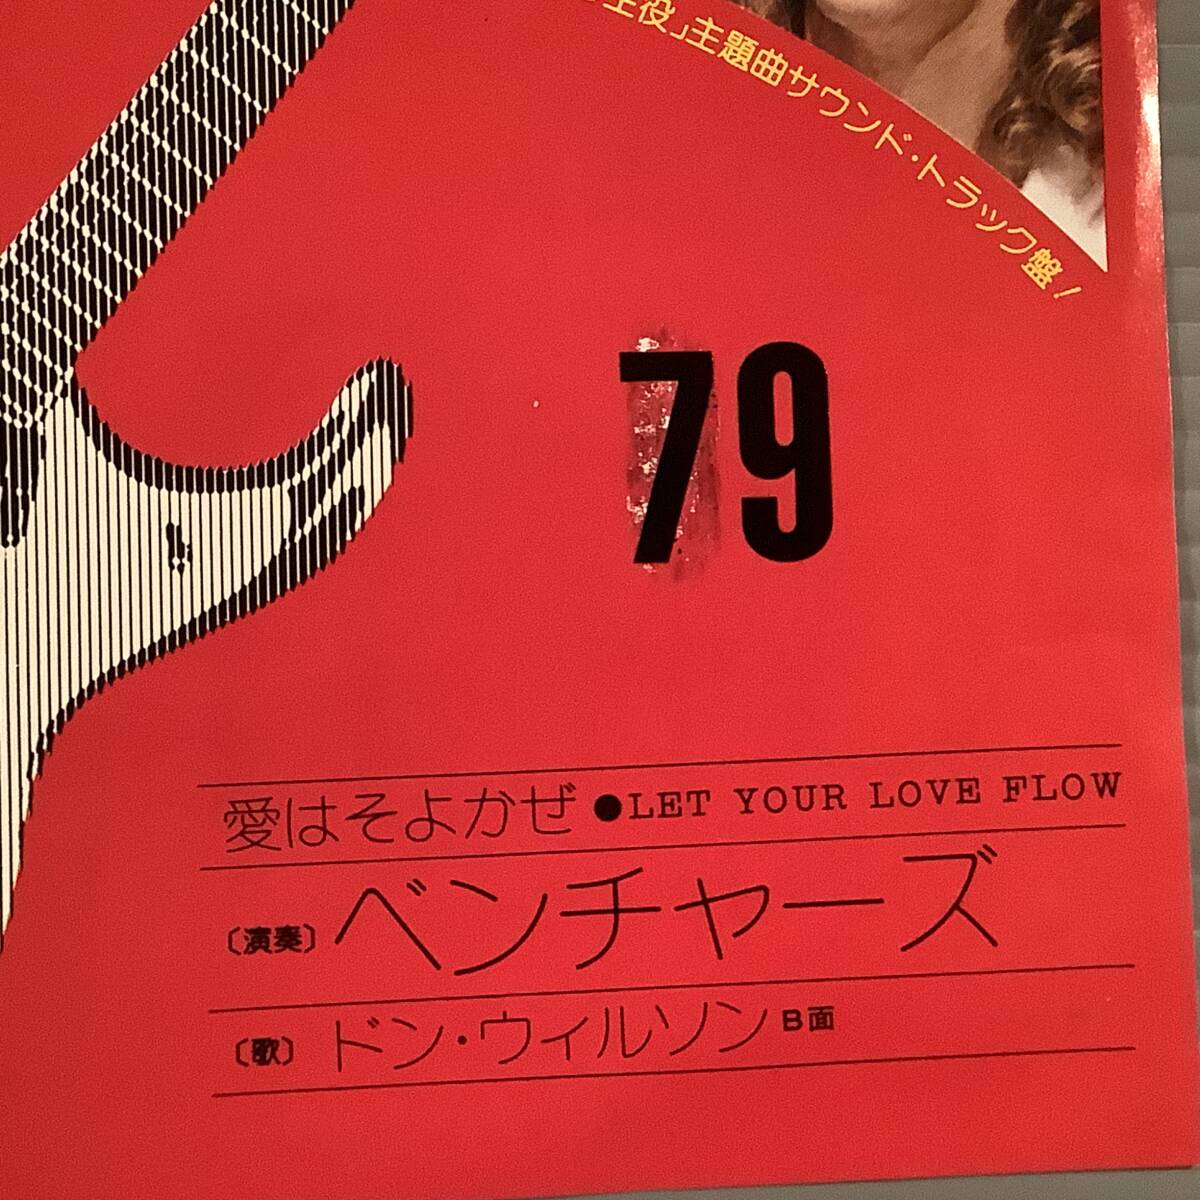 主役」主題曲サウンド・トラック盤!
79
愛はそよかぜ●LET YOUR LOVE FLOW
〔演奏〕ベンチャーズ
〔歌〕ドン・ウィルソン B面